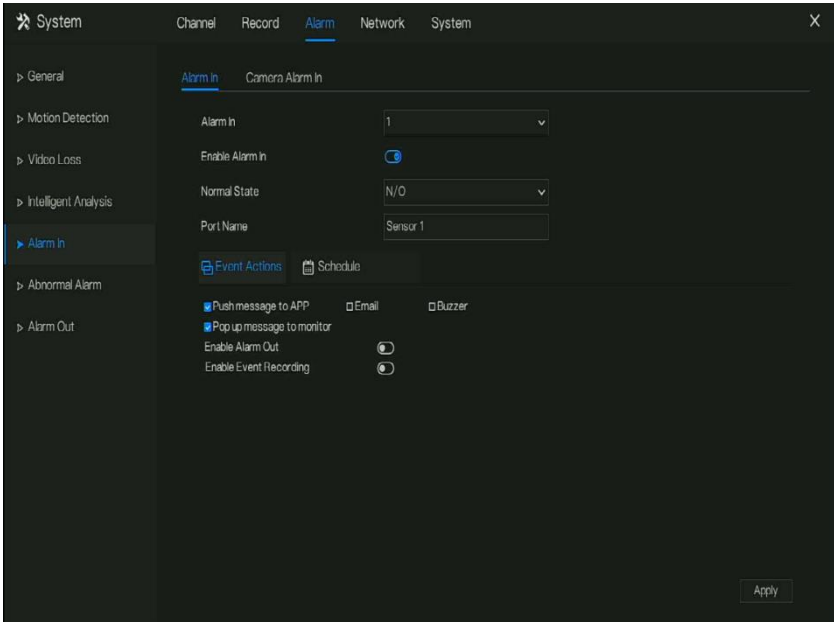 System
Channel Record Alarm Network System X
General
Motion Detection
Video Loss
Intelligent Analysis
Alarm In
Abnormal Alarm
Alarm Out
Alarm In Camera Alarm In
Alarm In 1
Enable Alarm In
Normal State N/O
Port Name Sensor 1
Event Actions Schedule
Push message to APP Email Buzzer
Pop up message to monitor
Enable Alarm Out
Enable Event Recording
Apply